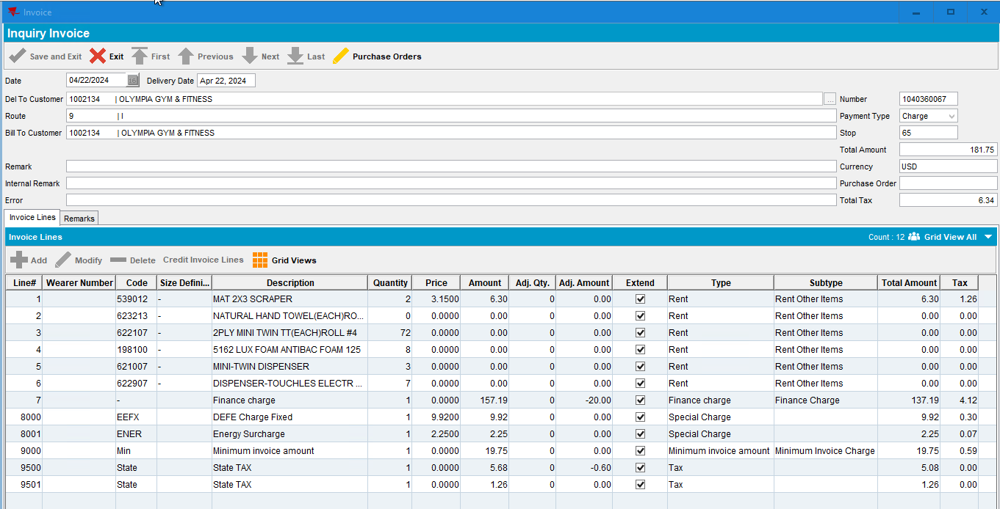 Invoice
Inquiry Invoice
Save and Exit Exit First Previous Next Last Purchase Orders
Date 04/22/2024 Delivery Date Apr 22, 2024
Del To Customer 1002134 | OLYMPIA GYM & FITNESS ... Number 1040360067
Route 9 | I Payment Type Charge
Bill To Customer 1002134 | OLYMPIA GYM & FITNESS Stop 65
Total Amount 181.75
Remark Currency USD
Internal Remark Purchase Order
Error Total Tax 6.34
Invoice Lines Remarks
Invoice Lines Count : 12 Grid View All
Add Modify Delete Credit Invoice Lines Grid Views
Line# Wearer Number Code Size Defini... Description Quantity Price Amount Adj. Qty. Adj. Amount Extend Type Subtype Total Amount Tax
1 539012 - MAT 2X3 SCRAPER 2 3.1500 6.30 0 0.00 Rent Rent Other Items 6.30 1.26
2 623213 - NATURAL HAND TOWEL(EACH)RO... 0 0.0000 0.00 0 0.00 Rent Rent Other Items 0.00 0.00
3 622107 - 2PLY MINI TWIN TT(EACH)ROLL #4 72 0.0000 0.00 0 0.00 Rent Rent Other Items 0.00 0.00
4 198100 - 5162 LUX FOAM ANTIBAC FOAM 125 8 0.0000 0.00 0 0.00 Rent Rent Other Items 0.00 0.00
5 621007 - MINI-TWIN DISPENSER 3 0.0000 0.00 0 0.00 Rent Rent Other Items 0.00 0.00
6 622907 - DISPENSER-TOUCHLES ELECTR ... 7 0.0000 0.00 0 0.00 Rent Rent Other Items 0.00 0.00
7 - Finance charge 1 0.0000 157.19 0 -20.00 Finance charge Finance Charge 137.19 4.12
8000 EEFX DEFE Charge Fixed 1 9.9200 9.92 0 0.00 Special Charge 9.92 0.30
8001 ENER Energy Surcharge 1 2.2500 2.25 0 0.00 Special Charge 2.25 0.07
9000 Min Minimum invoice amount 1 0.0000 19.75 0 0.00 Minimum invoice amount Minimum Invoice Charge 19.75 0.59
9500 State State TAX 1 0.0000 5.68 0 -0.60 Tax 5.08 0.00
9501 State State TAX 1 0.0000 1.26 0 0.00 Tax 1.26 0.00